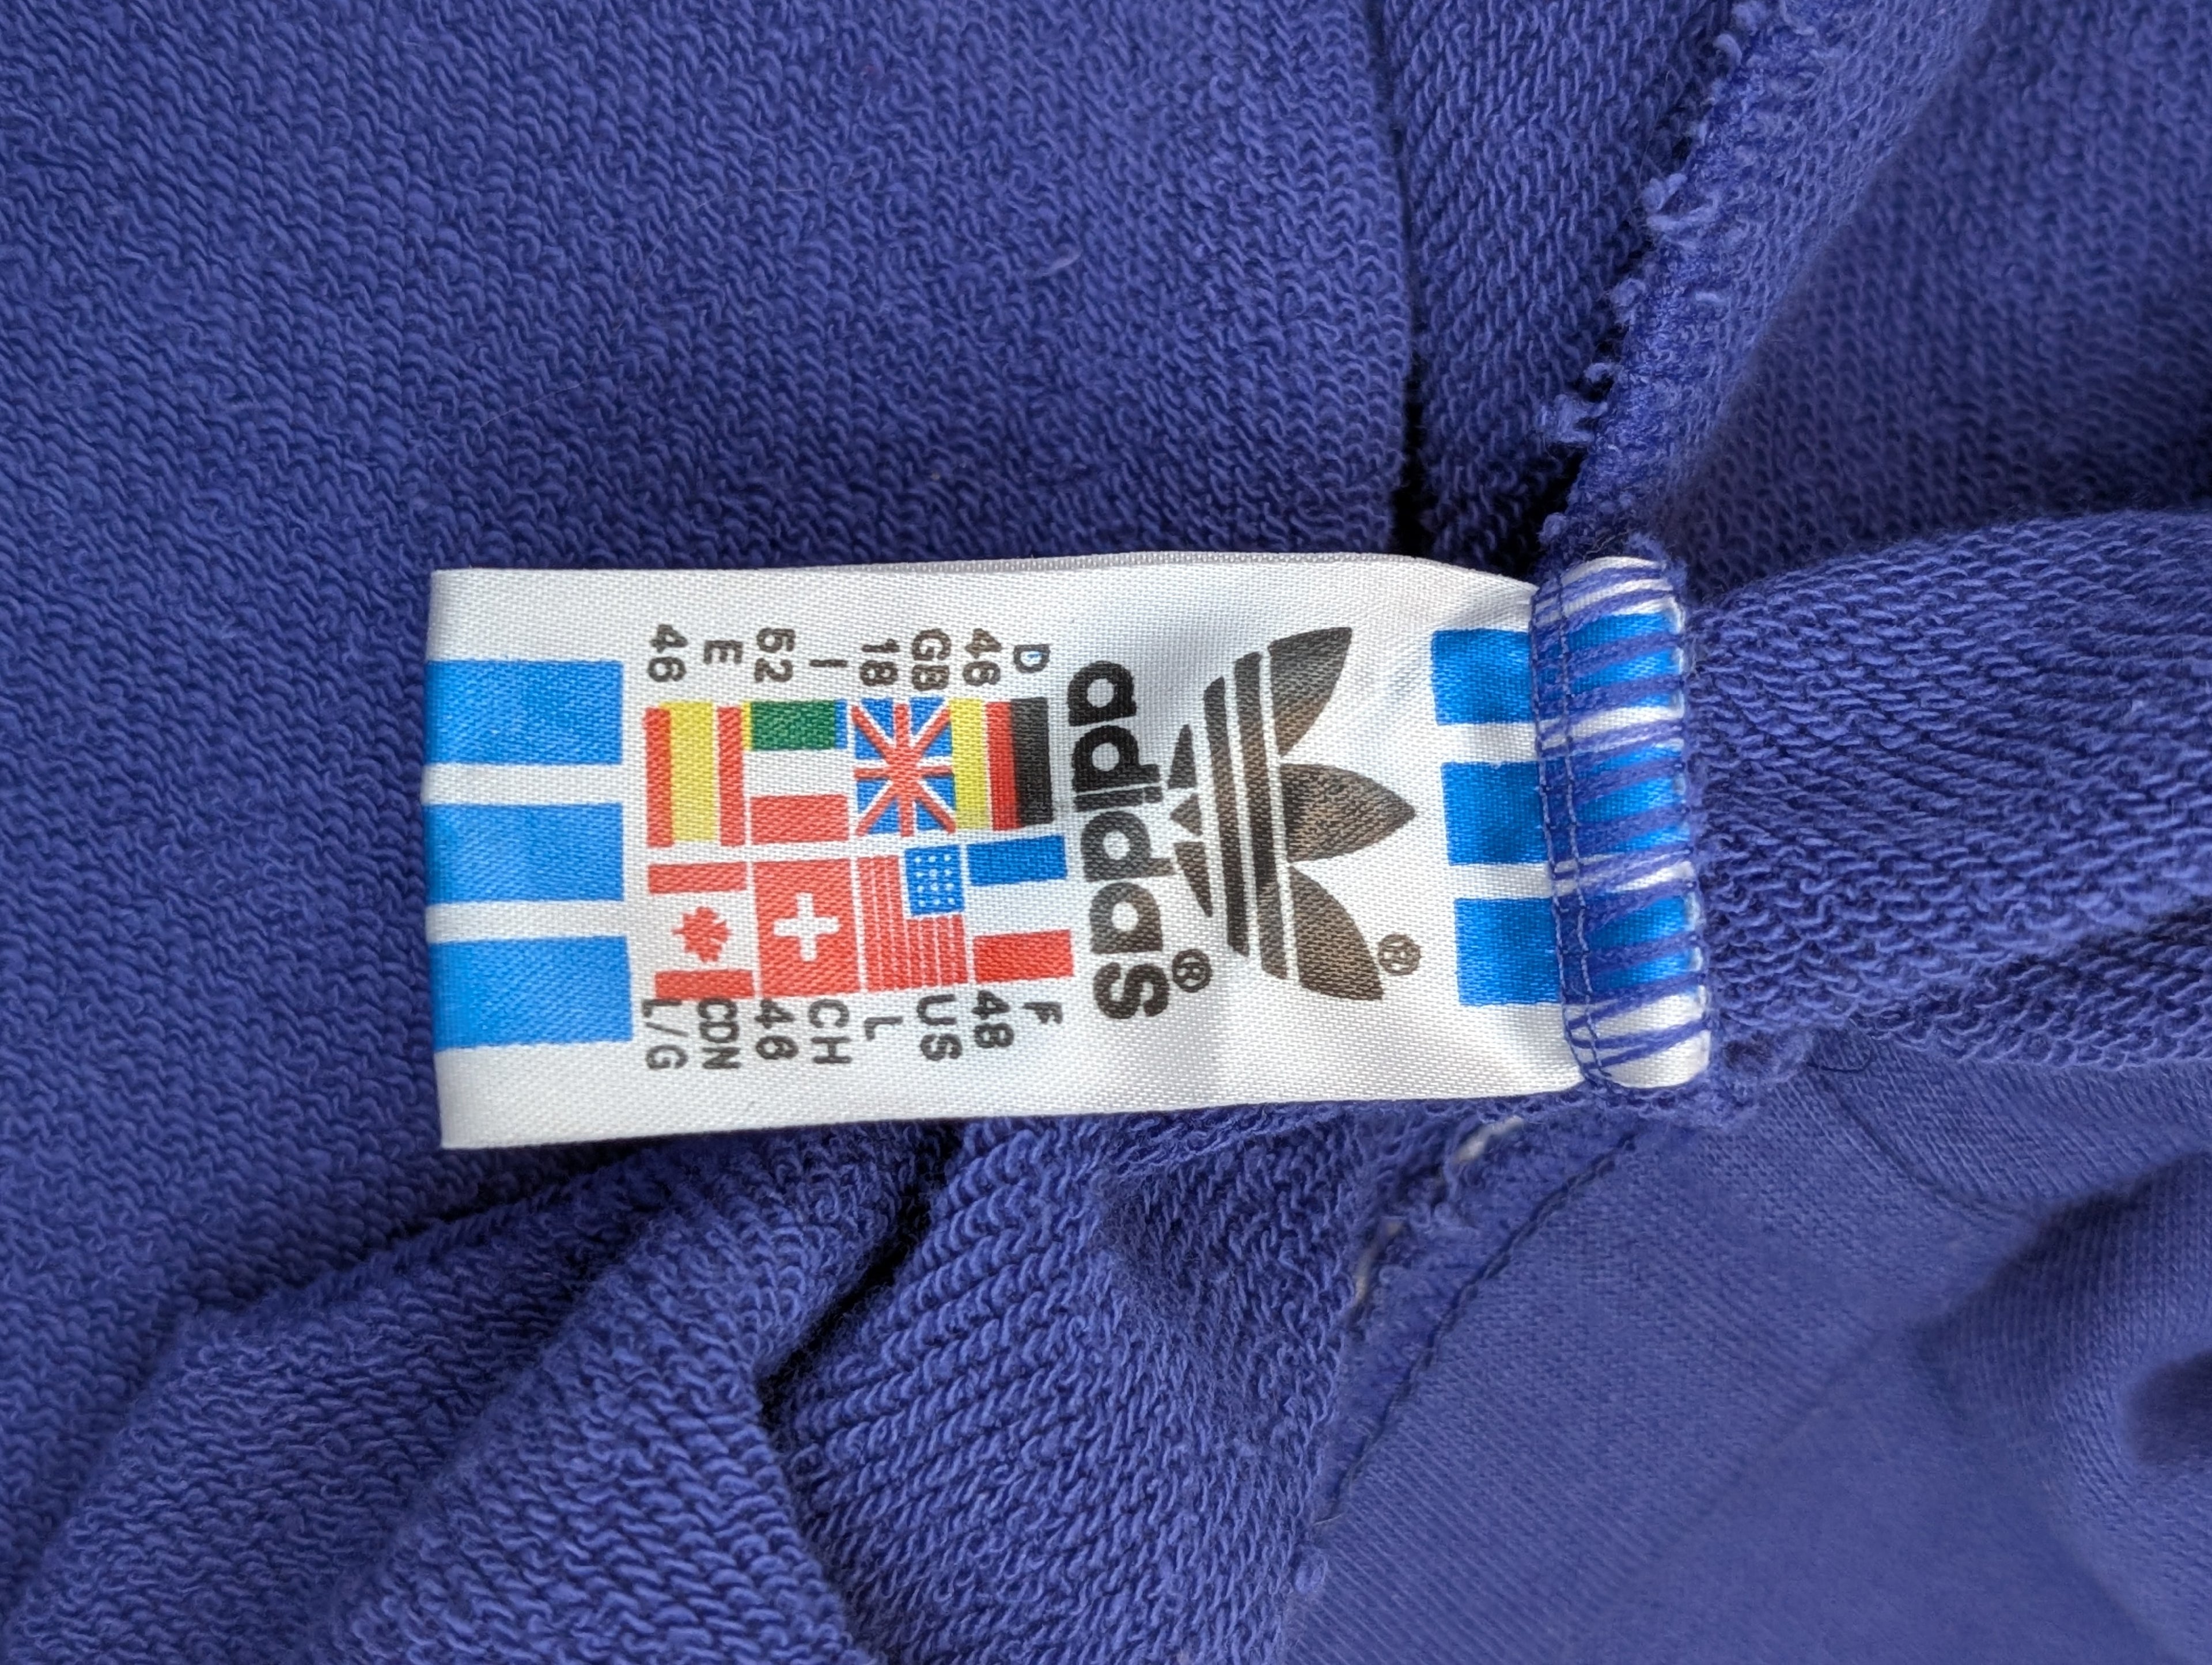 ®
adidas®
D
46
GB
18
I
52
E
46
F
48
US
L
CH
46
CDN
L/G